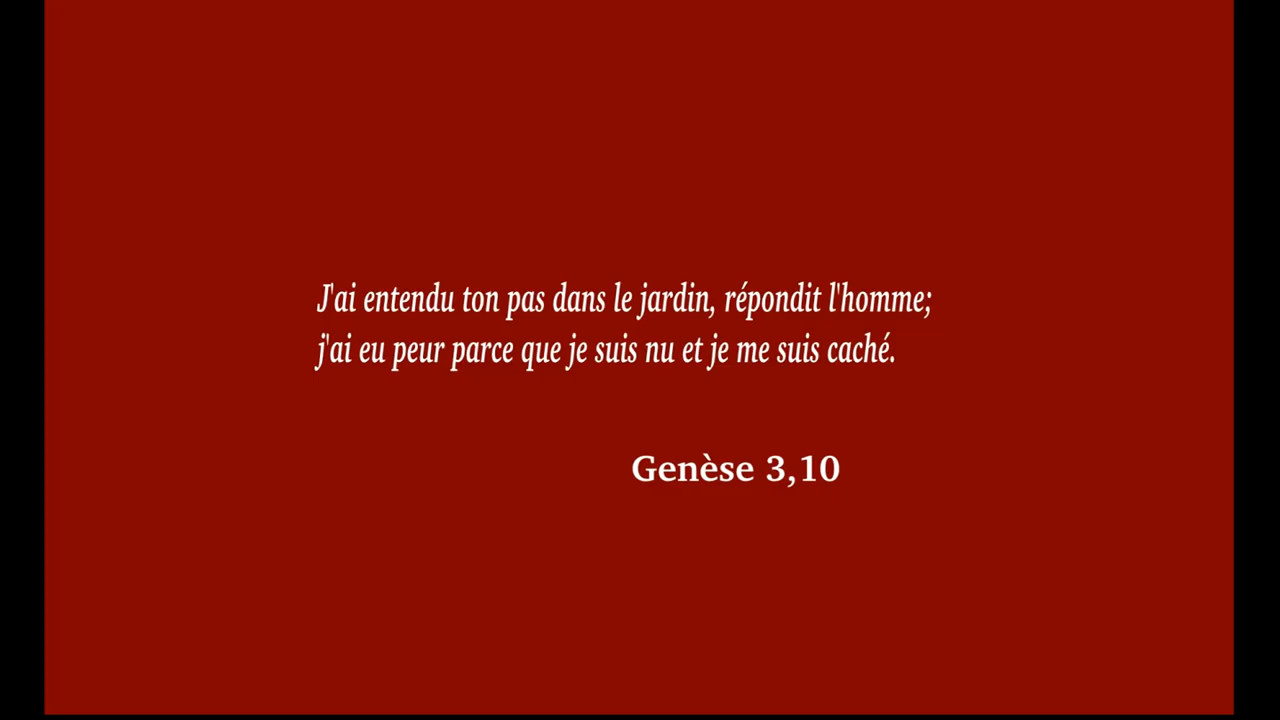 J'ai entendu ton pas dans le jardin, répondit l'homme;
j'ai eu peur parce que je suis nu et je me suis caché.
Genèse 3,10